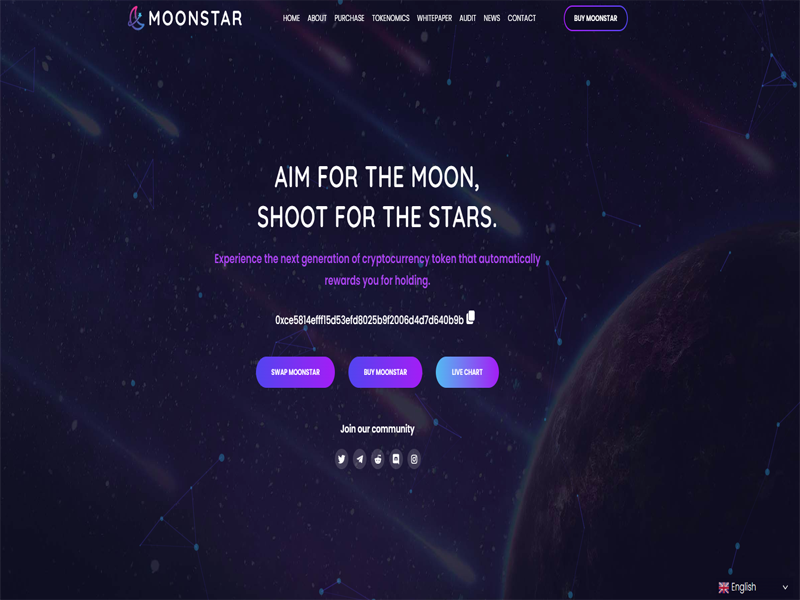 MOONSTAR
HOME ABOUT PURCHASE TOKENOMICS WHITEPAPER AUDIT NEWS CONTACT
BUY MOONSTAR
AIM FOR THE MOON,
SHOOT FOR THE STARS.
Experience the next generation of cryptocurrency token that automatically
rewards you for holding.
0xce5814efff15d53efd8025b9f2006d4d7d640b9b
SWAP MOONSTAR
BUY MOONSTAR
LIVE CHART
Join our community
English